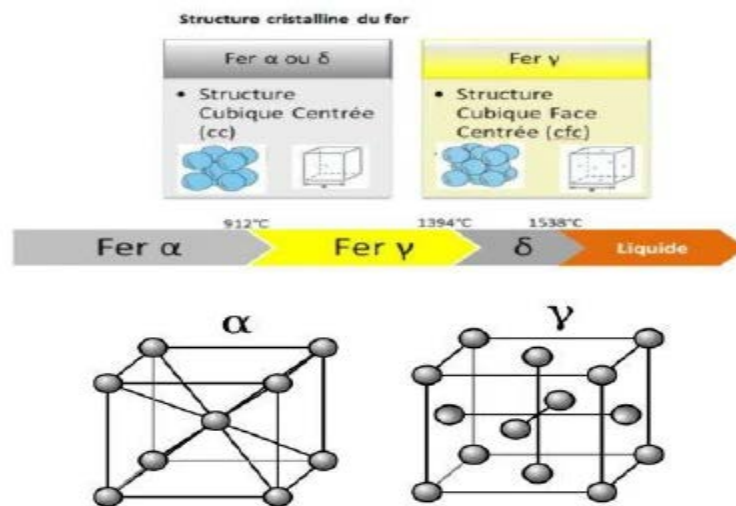 Structure cristalline du fer
Fer α ou δ
• Structure
Cubique Centrée
(cc)
Fer γ
• Structure
Cubique Face
Centrée (cfc)
912°C
1394°C
1538°C
Fer α
Fer γ
δ
Liquide
α
γ